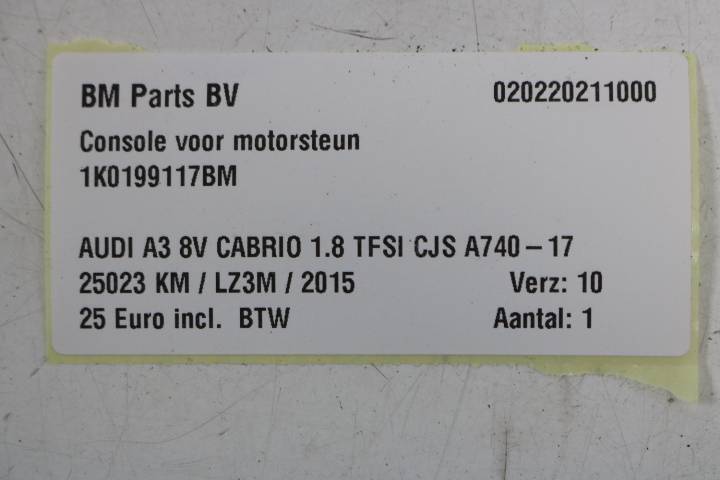 BM Parts BV 020220211000
Console voor motorsteun
1K0199117BM
AUDI A3 8V CABRIO 1.8 TFSI CJS A740 – 17
25023 KM / LZ3M / 2015 Verz: 10
25 Euro incl. BTW Aantal: 1